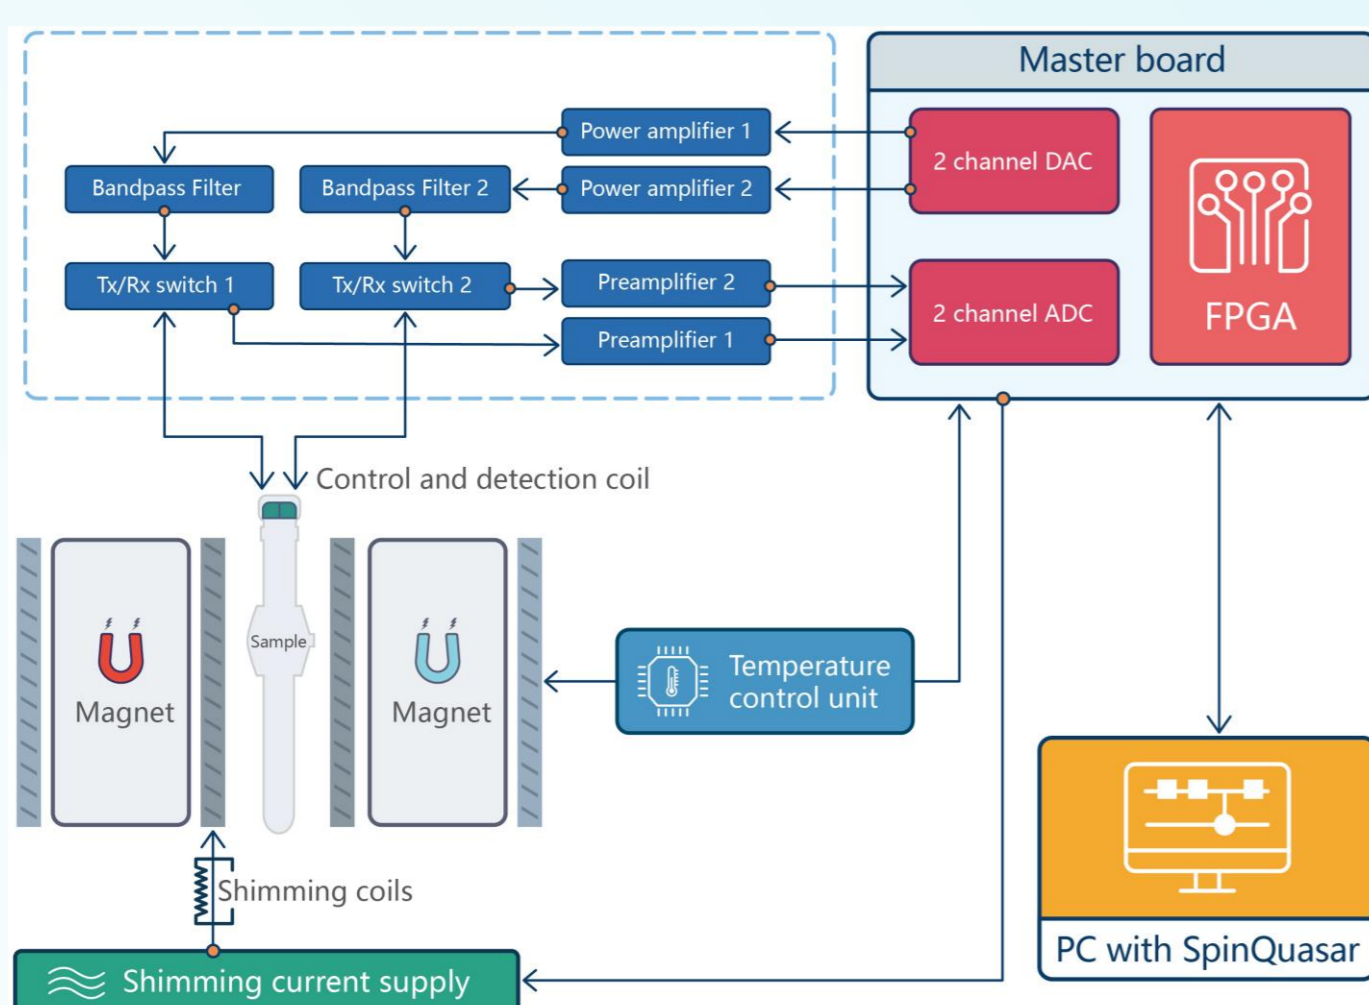 Master board
Power amplifier 1
2 channel DAC
Bandpass Filter
Bandpass Filter 2
Power amplifier 2
Tx/Rx switch 1
Tx/Rx switch 2
Preamplifier 2
2 channel ADC
FPGA
Preamplifier 1
Control and detection coil
Sample
Magnet
Magnet
Temperature
control unit
Shimming coils
PC with SpinQuasar
Shimming current supply